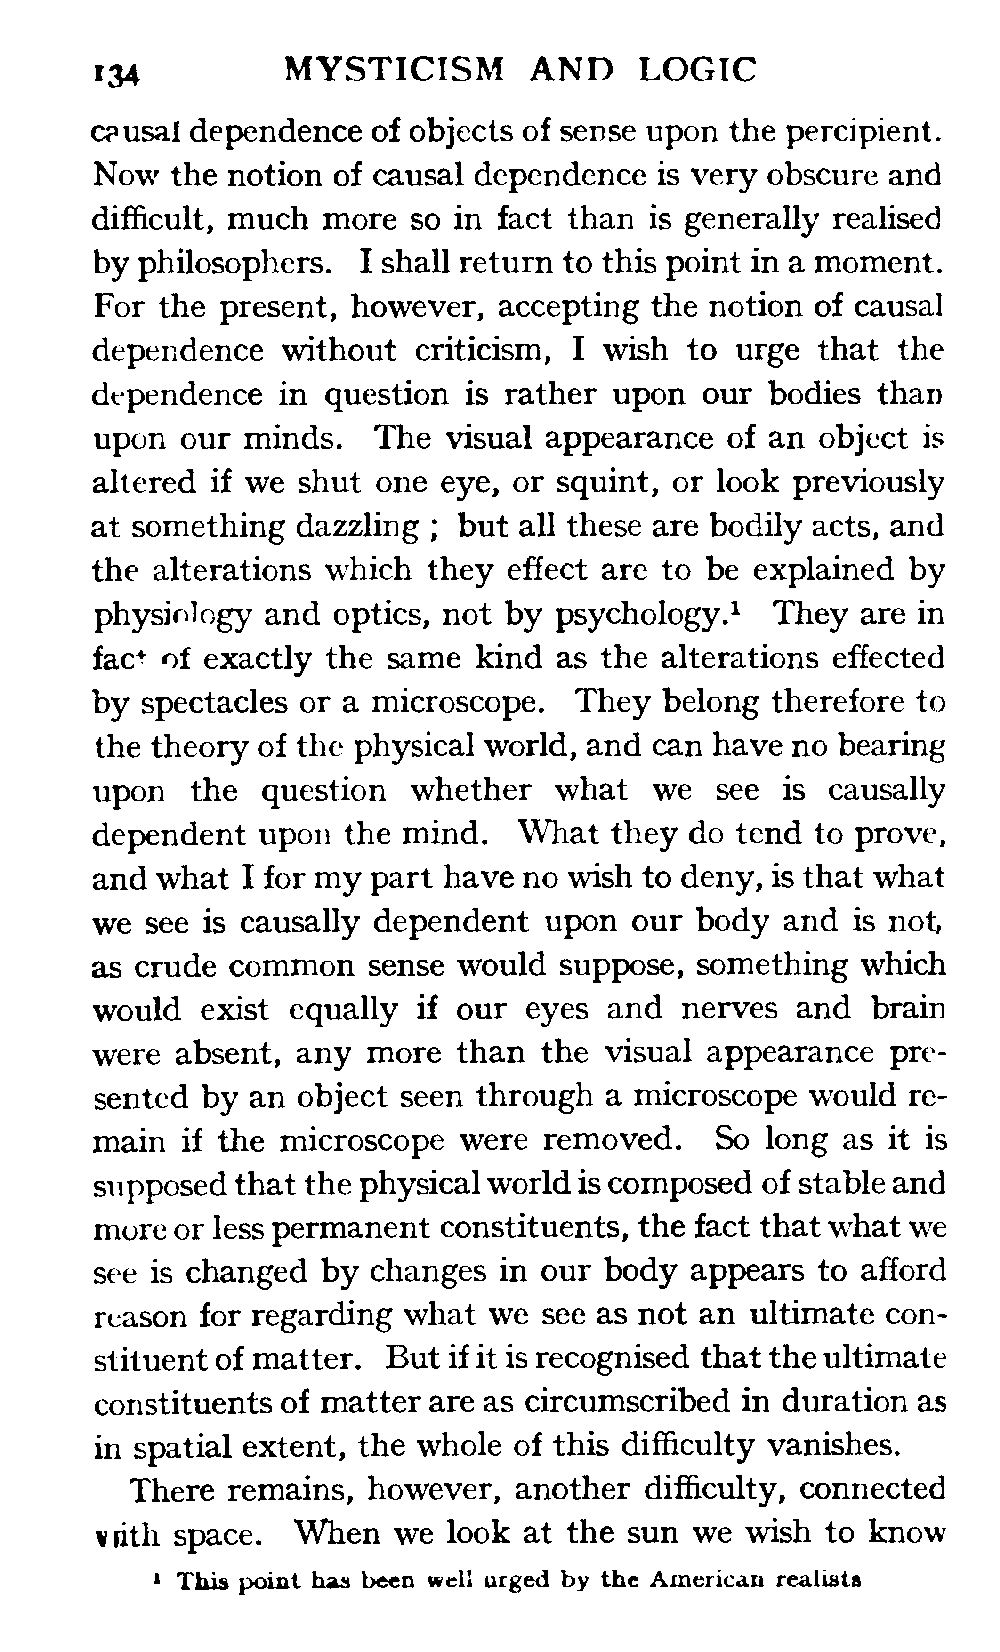 134 MYSTICISM AND LOGIC
causal dependence of objects of sense upon the percipient.
Now the notion of causal dependence is very obscure and
difficult, much more so in fact than is generally realised
by philosophers. I shall return to this point in a moment.
For the present, however, accepting the notion of causal
dependence without criticism, I wish to urge that the
dependence in question is rather upon our bodies than
upon our minds. The visual appearance of an object is
altered if we shut one eye, or squint, or look previously
at something dazzling ; but all these are bodily acts, and
the alterations which they effect are to be explained by
physiology and optics, not by psychology.¹ They are in
fact of exactly the same kind as the alterations effected
by spectacles or a microscope. They belong therefore to
the theory of the physical world, and can have no bearing
upon the question whether what we see is causally
dependent upon the mind. What they do tend to prove,
and what I for my part have no wish to deny, is that what
we see is causally dependent upon our body and is not,
as crude common sense would suppose, something which
would exist equally if our eyes and nerves and brain
were absent, any more than the visual appearance pre-
sented by an object seen through a microscope would re-
main if the microscope were removed. So long as it is
supposed that the physical world is composed of stable and
more or less permanent constituents, the fact that what we
see is changed by changes in our body appears to afford
reason for regarding what we see as not an ultimate con-
stituent of matter. But if it is recognised that the ultimate
constituents of matter are as circumscribed in duration as
in spatial extent, the whole of this difficulty vanishes.
There remains, however, another difficulty, connected
with space. When we look at the sun we wish to know
¹ This point has been well urged by the American realists